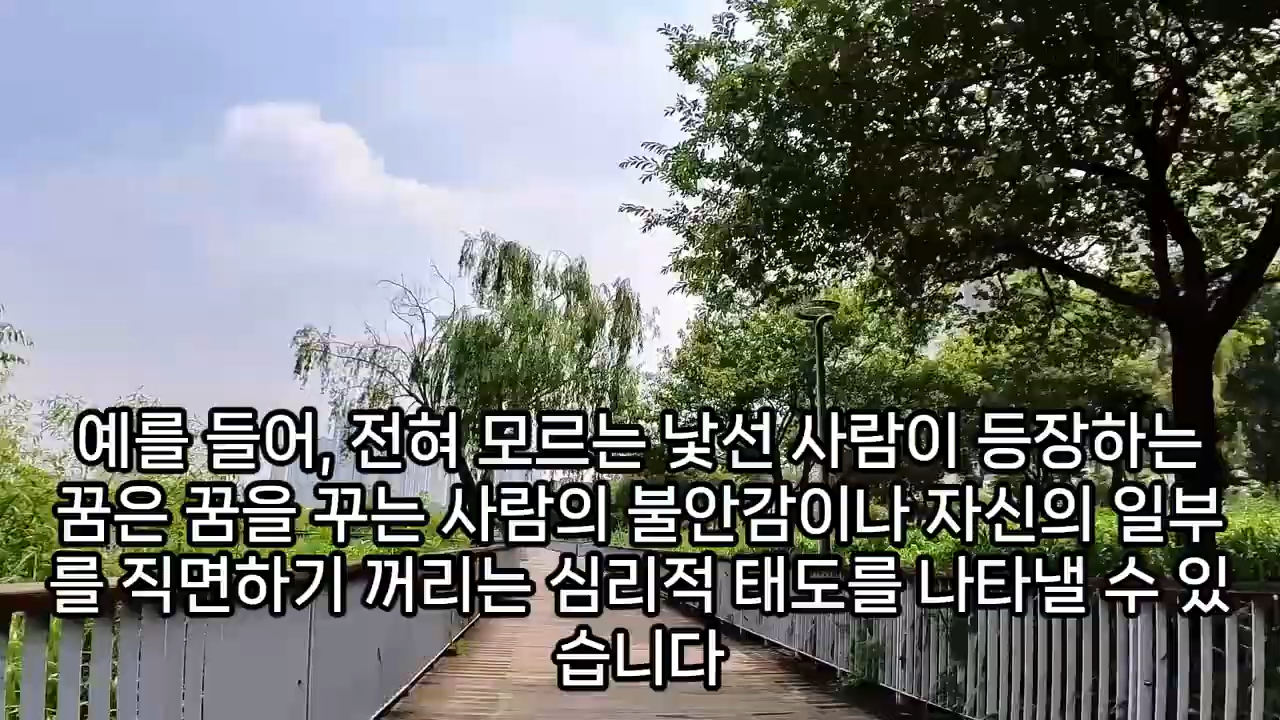 예를 들어, 전혀 모르는 낯선 사람이 등장하는
꿈은 꿈을 꾸는 사람의 불안감이나 자신의 일부
를 직면하기 꺼리는 심리적 태도를 나타낼 수 있
습니다